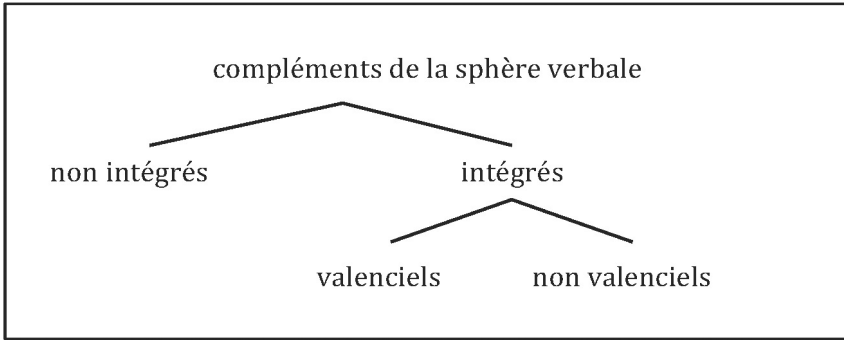 compléments de la sphère verbale
non intégrés intégrés
valenciels non valenciels